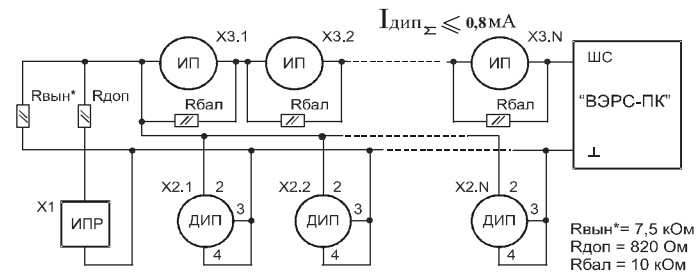 Iдип∑ ⩽ 0,8мА
X3.1 X3.2 X3.N
ИП ИП ИП
ШС
Rвын* Rдоп
Rбал Rбал Rбал
"ВЭРС-ПК"
⊥
X2.1 2 X2.2 2 X2.N 2
X1
ИПР
ДИП 3 ДИП 3 ДИП 3
4 4 4
Rвын*= 7,5 кОм
Rдоп = 820 Ом
Rбал = 10 кОм